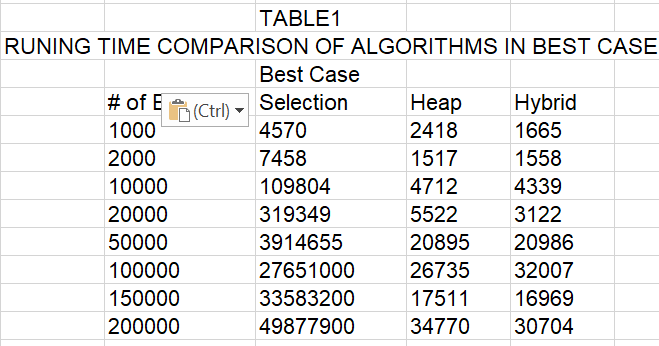 TABLE1
RUNING TIME COMPARISON OF ALGORITHMS IN BEST CASE
Best Case
# of (Ctrl) Selection Heap Hybrid
1000 4570 2418 1665
2000 7458 1517 1558
10000 109804 4712 4339
20000 319349 5522 3122
50000 3914655 20895 20986
100000 27651000 26735 32007
150000 33583200 17511 16969
200000 49877900 34770 30704